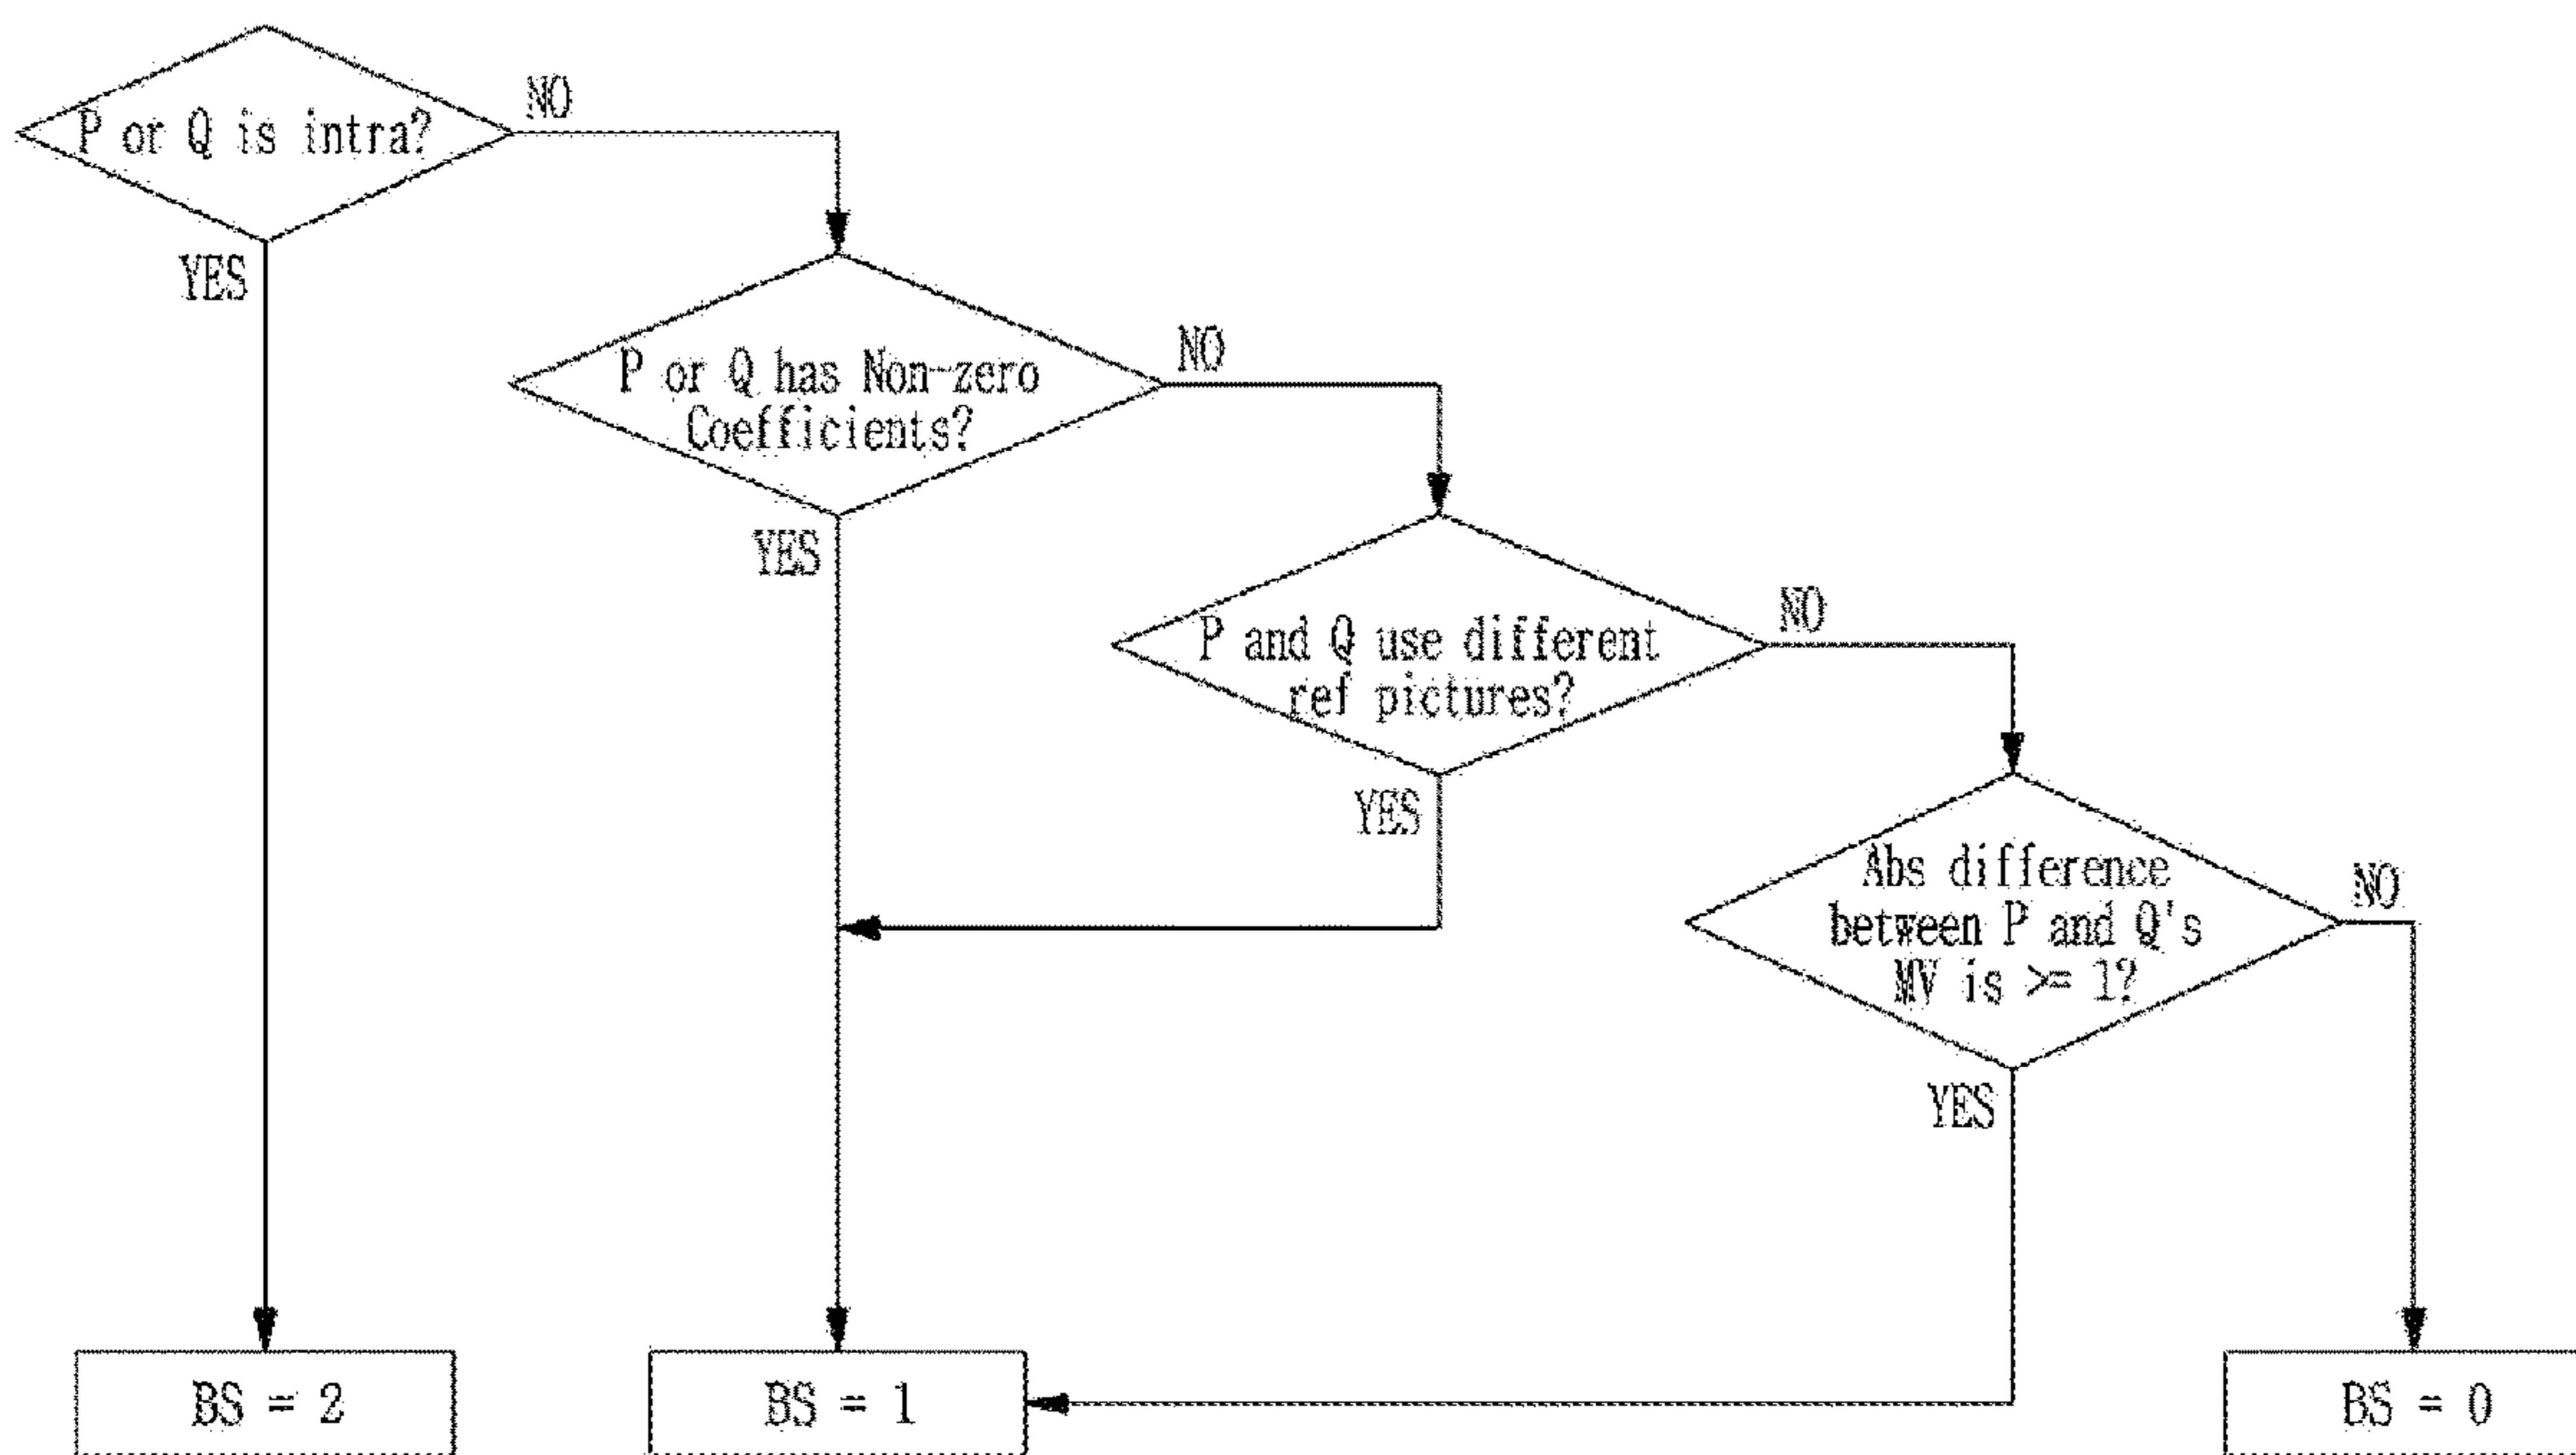 P or Q is intra?
NO
YES
P or Q has Non-zero
Coefficients?
NO
YES
P and Q use different
ref pictures?
NO
YES
Abs difference
between P and Q's
MV is >= 1?
NO
YES
BS = 2
BS = 1
BS = 0